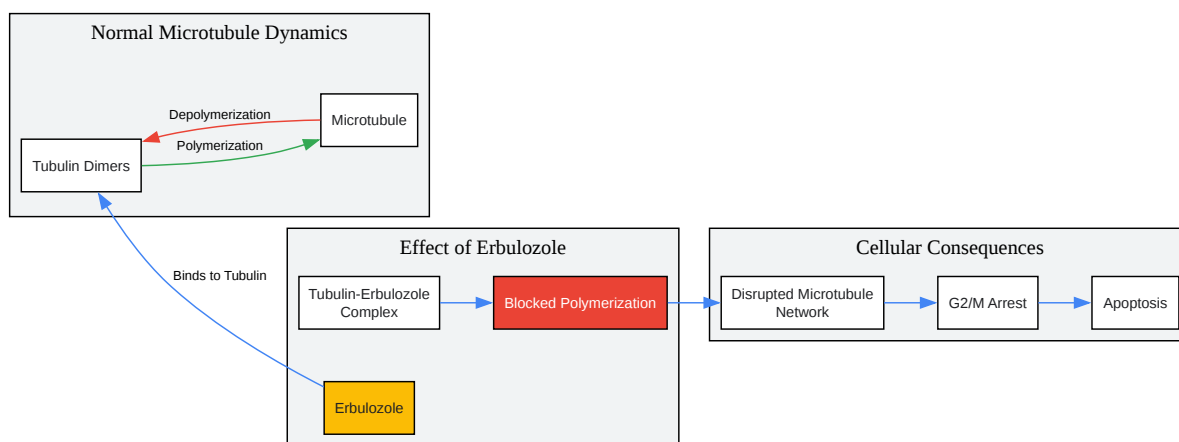 Normal Microtubule Dynamics
Depolymerization
Microtubule
Polymerization
Tubulin Dimers
Binds to Tubulin
Effect of Erbulozole
Tubulin-Erbulozole
Complex
Blocked Polymerization
Erbulozole
Cellular Consequences
Disrupted Microtubule
Network
G2/M Arrest
Apoptosis